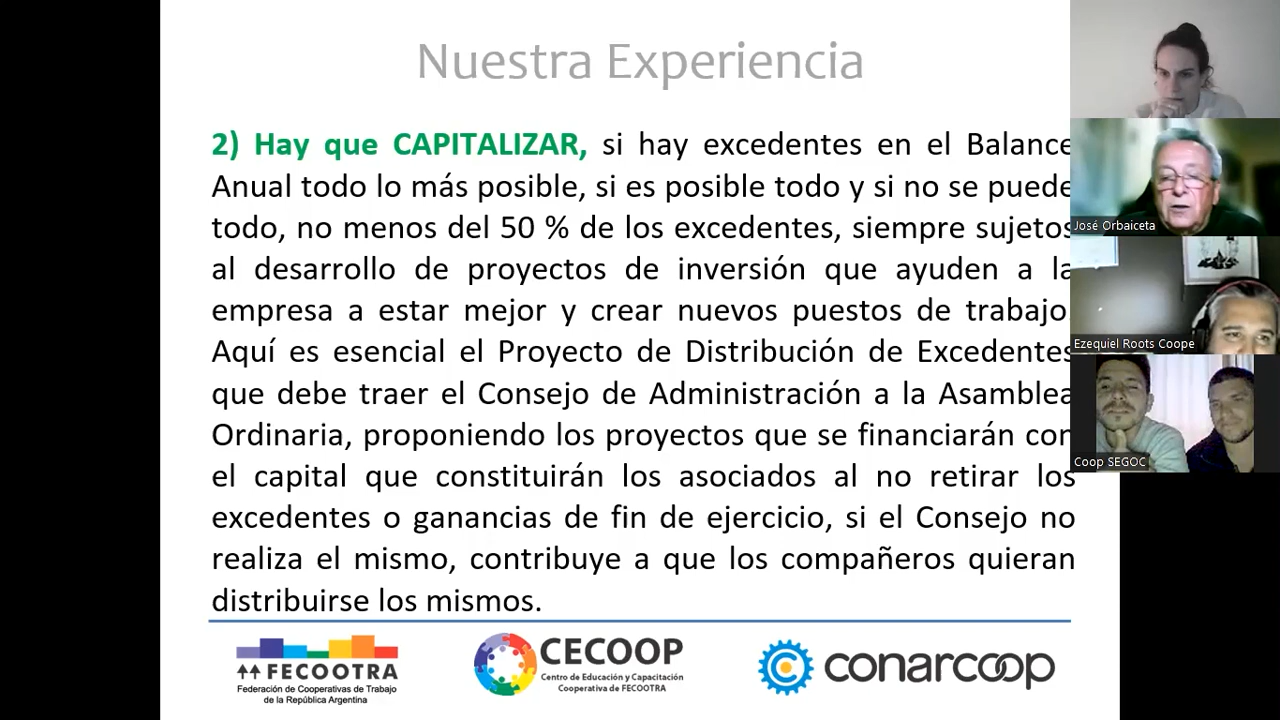 Nuestra Experiencia
2) Hay que CAPITALIZAR, si hay excedentes en el Balance
Anual todo lo más posible, si es posible todo y si no se puede
todo, no menos del 50 % de los excedentes, siempre sujetos
al desarrollo de proyectos de inversión que ayuden a la
empresa a estar mejor y crear nuevos puestos de trabajo.
Aquí es esencial el Proyecto de Distribución de Excedentes
que debe traer el Consejo de Administración a la Asamblea
Ordinaria, proponiendo los proyectos que se financiarán con
el capital que constituirán los asociados al no retirar los
excedentes o ganancias de fin de ejercicio, si el Consejo no
realiza el mismo, contribuye a que los compañeros quieran
distribuirse los mismos.
José Orbaiceta
Ezequiel Roots Coope
Coop SEGOC
FECOOTRA
Federación de Cooperativas de Trabajo
de la República Argentina
CECOOP
Centro de Educación y Capacitación
Cooperativa de FECOOTRA
conarcoop